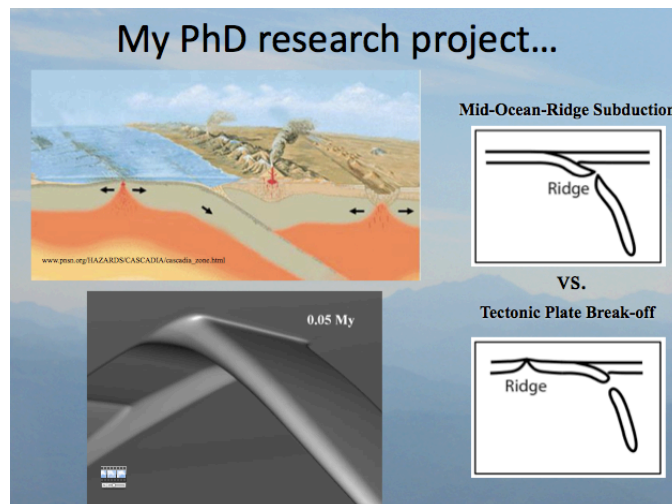 My PhD research project…
www.pnsn.org/HAZARDS/CASCADIA/cascadia_zone.html
0.05 My
Mid-Ocean-Ridge Subduction
Ridge
vs.
Tectonic Plate Break-off
Ridge